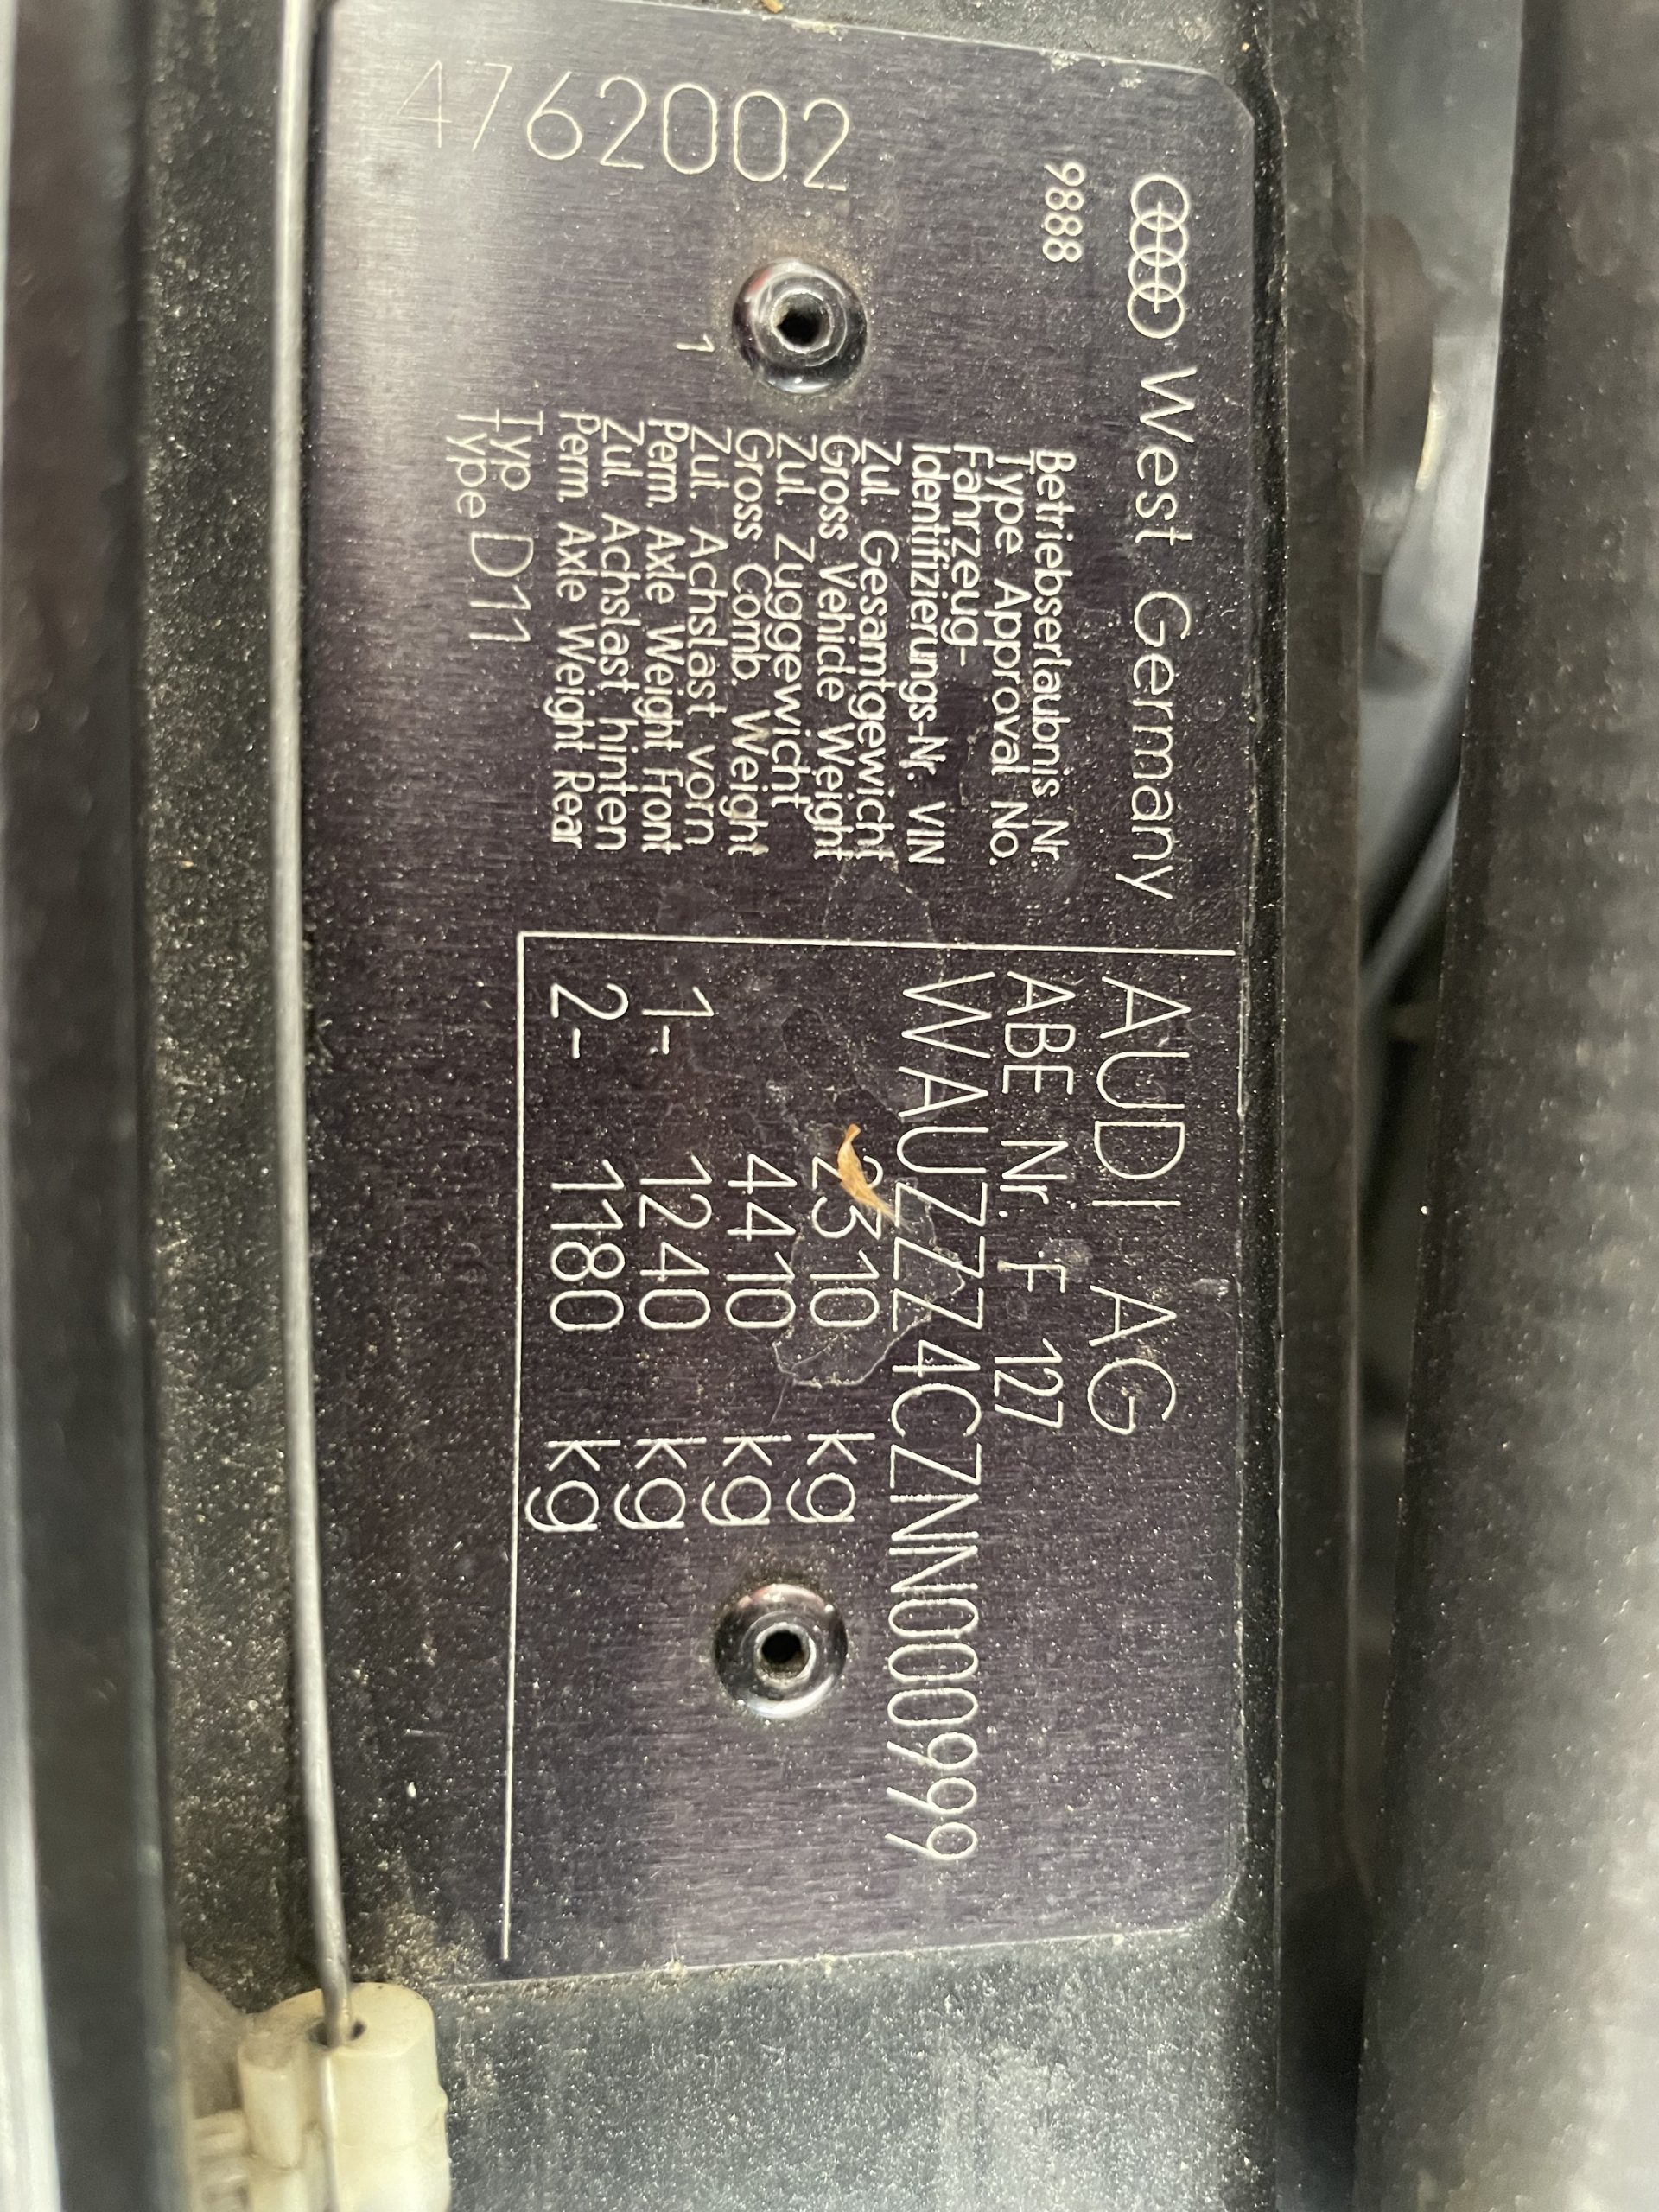 West Germany
AUDI AG
9888
Betriebserlaubnis Nr.
Type Approval No.
ABE Nr. F 127
Fahrzeug-
Identifizierungs-Nr. VIN
WAUZZZ4CZNN000999
Zul. Gesamtgewicht
Gross Vehicle Weight
2310 kg
Zul. Zuggewicht
Gross Comb. Weight
4410 kg
Zul. Achslast vorn
Perm. Axle Weight Front
1- 1240 kg
Zul. Achslast hinten
Perm. Axle Weight Rear
2- 1180 kg
Typ
Type D11
1
4762002